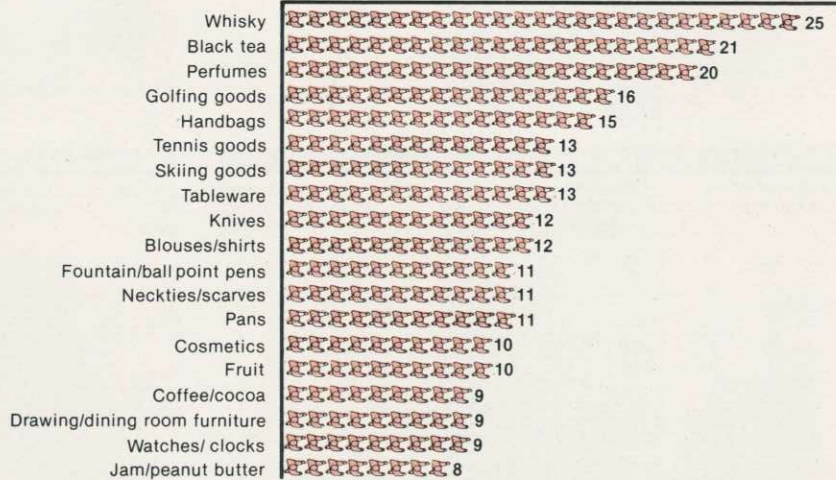 Whisky 25
Black tea 21
Perfumes 20
Golfing goods 16
Handbags 15
Tennis goods 13
Skiing goods 13
Tableware 13
Knives 12
Blouses/shirts 12
Fountain/ball point pens 11
Neckties/scarves 11
Pans 11
Cosmetics 10
Fruit 10
Coffee/cocoa 9
Drawing/dining room furniture 9
Watches/ clocks 9
Jam/peanut butter 8